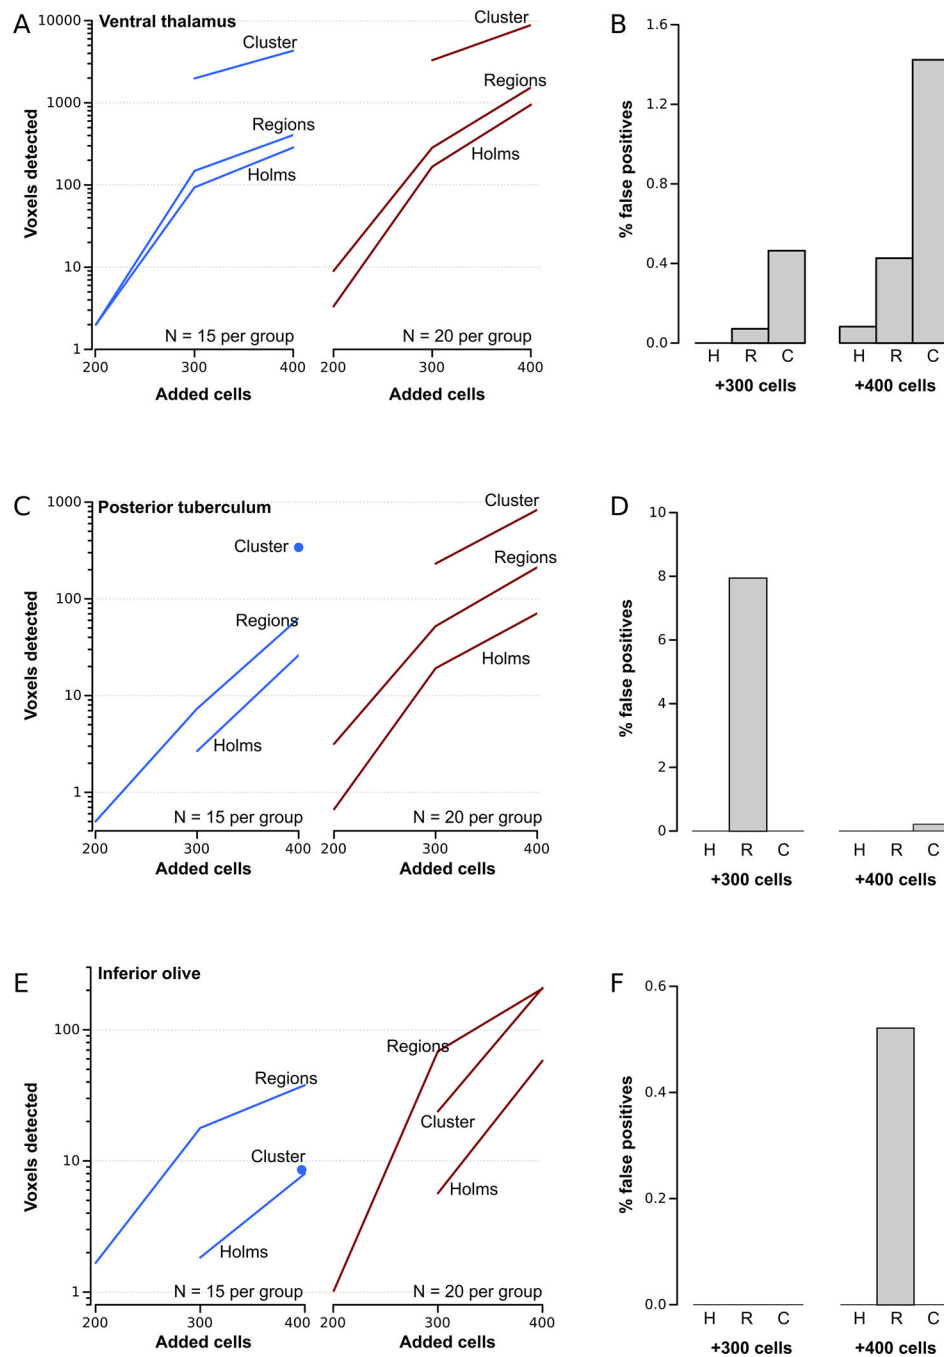 A
Ventral thalamus
Voxels detected
10000
1000
100
10
1
Cluster
Regions
Holms
N = 15 per group
200
300
400
Added cells
Cluster
Regions
Holms
N = 20 per group
200
300
400
Added cells
B
% false positives
1.6
1.2
0.8
0.4
0.0
H R C
H R C
+300 cells
+400 cells
C
Posterior tuberculum
Voxels detected
1000
100
10
1
Cluster
Regions
Holms
N = 15 per group
200
300
400
Added cells
Cluster
Regions
Holms
N = 20 per group
200
300
400
Added cells
D
% false positives
10
8
6
4
2
0
H R C
H R C
+300 cells
+400 cells
E
Inferior olive
Voxels detected
100
10
1
Regions
Cluster
Holms
N = 15 per group
200
300
400
Added cells
Regions
Cluster
Holms
N = 20 per group
200
300
400
Added cells
F
% false positives
0.6
0.4
0.2
0.0
H R C
H R C
+300 cells
+400 cells